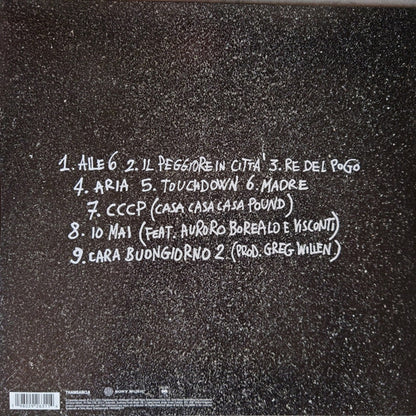 1. ALLE 6 2. IL PEGGIORE IN CITTA' 3. RE DEL POGO
4. ARIA 5. TOUCHDOWN 6. MADRE
7. CCCP (CASA CASA CASA POUND)
8. IO MAI (FEAT. AURORO BOREALO E VISCONTI)
9. CARA BUONGIORNO 2. (PROD. GREG WILLEN)
SONY MUSIC